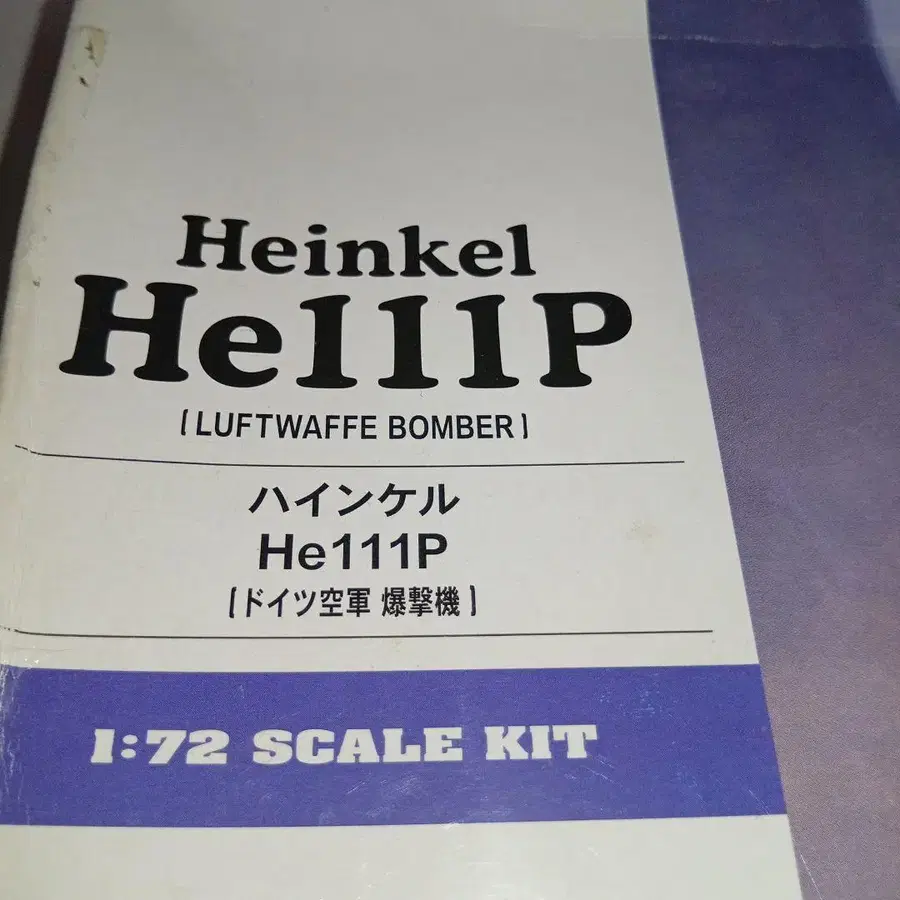 Heinkel
He111P
[LUFTWAFFE BOMBER]
ハインケル
He111P
[ドイツ空軍 爆撃機]
1:72 SCALE KIT